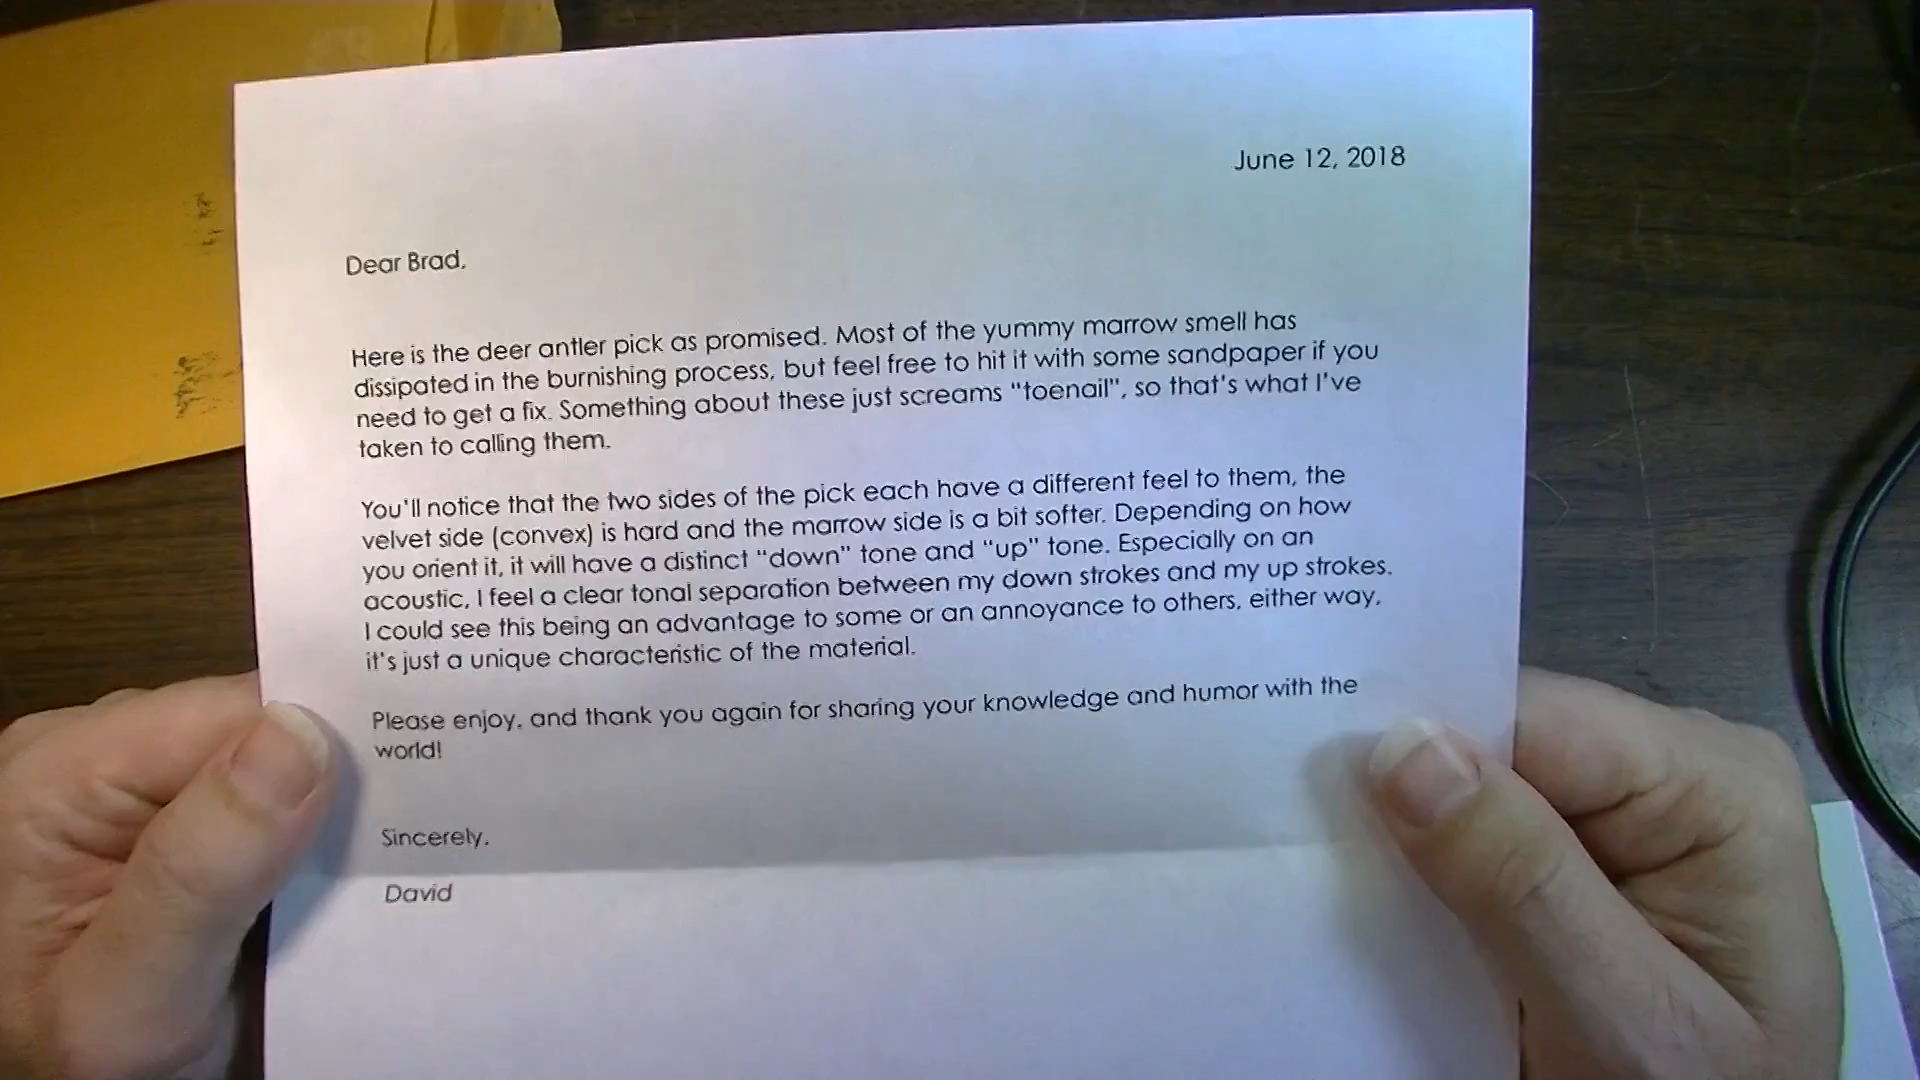 June 12, 2018
Dear Brad,
Here is the deer antler pick as promised. Most of the yummy marrow smell has
dissipated in the burnishing process, but feel free to hit it with some sandpaper if you
need to get a fix. Something about these just screams "toenail", so that's what I've
taken to calling them.
You'll notice that the two sides of the pick each have a different feel to them, the
velvet side (convex) is hard and the marrow side is a bit softer. Depending on how
you orient it, it will have a distinct "down" tone and "up" tone. Especially on an
acoustic, I feel a clear tonal separation between my down strokes and my up strokes.
I could see this being an advantage to some or an annoyance to others, either way,
it's just a unique characteristic of the material.
Please enjoy, and thank you again for sharing your knowledge and humor with the
world!
Sincerely,
David